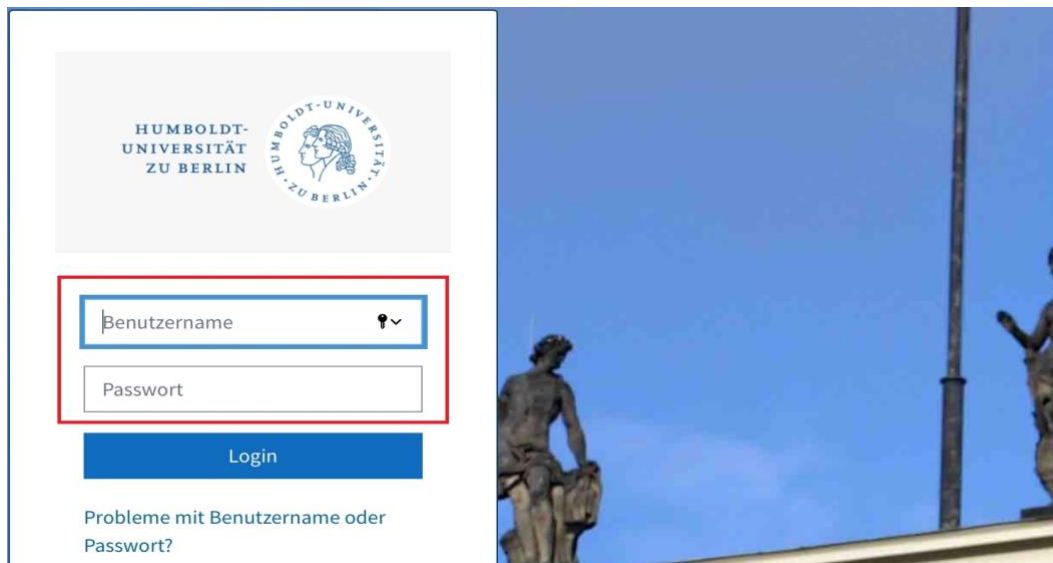 HUMBOLDT-
UNIVERSITÄT
ZU BERLIN
HUMBOLDT-UNIVERSITÄT·ZU BERLIN·
Benutzername
Passwort
Login
Probleme mit Benutzername oder
Passwort?